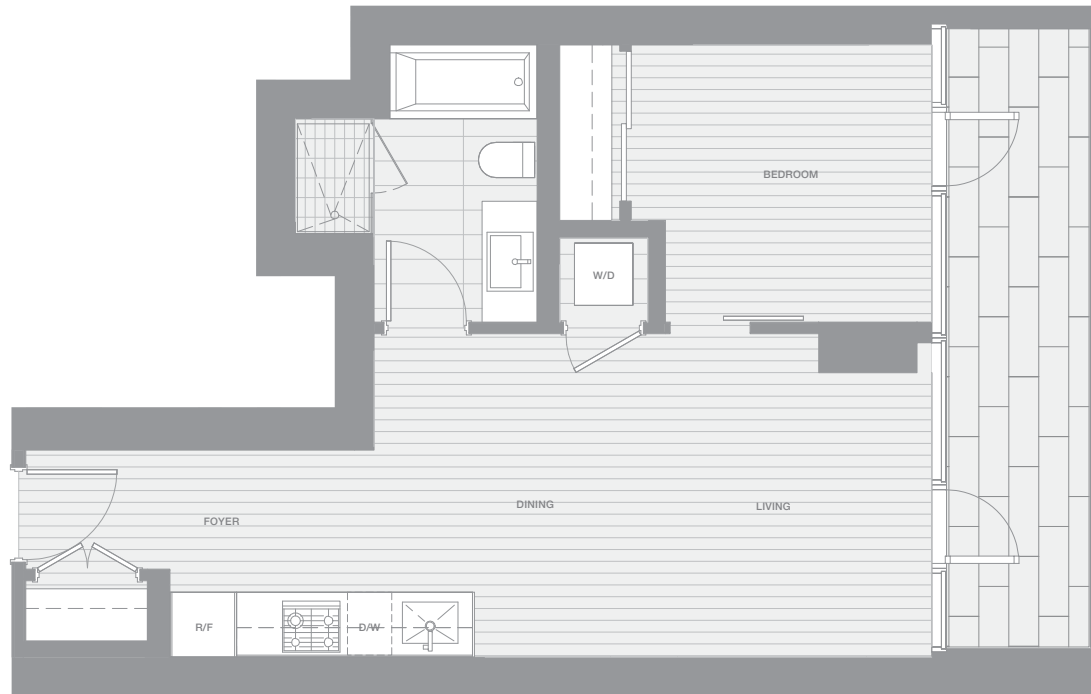 BEDROOM
W/D
DINING
LIVING
FOYER
R/F
D/W